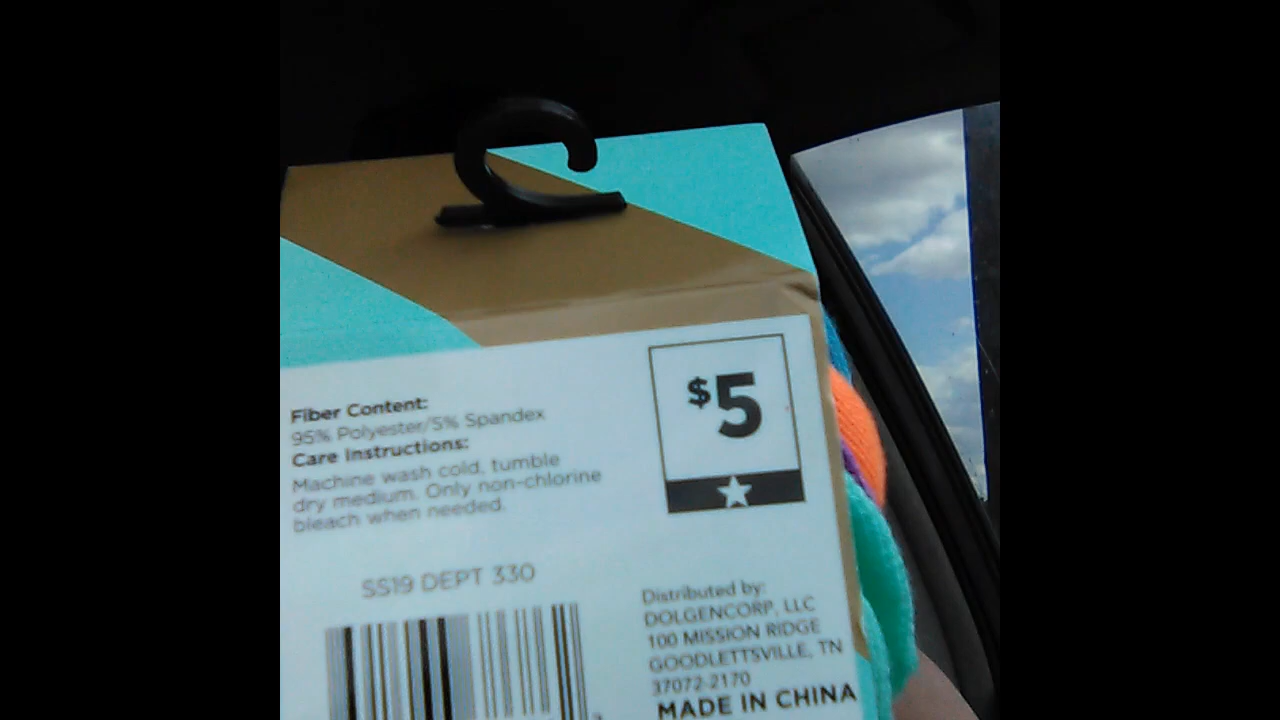 $5
Fiber Content:
95% Polyester/5% Spandex
Care Instructions:
Machine wash cold, tumble
dry medium. Only non-chlorine
bleach when needed.
SS19 DEPT 330
Distributed by:
DOLGENCORP, LLC
100 MISSION RIDGE
GOODLETTSVILLE, TN
37072-2170
MADE IN CHINA